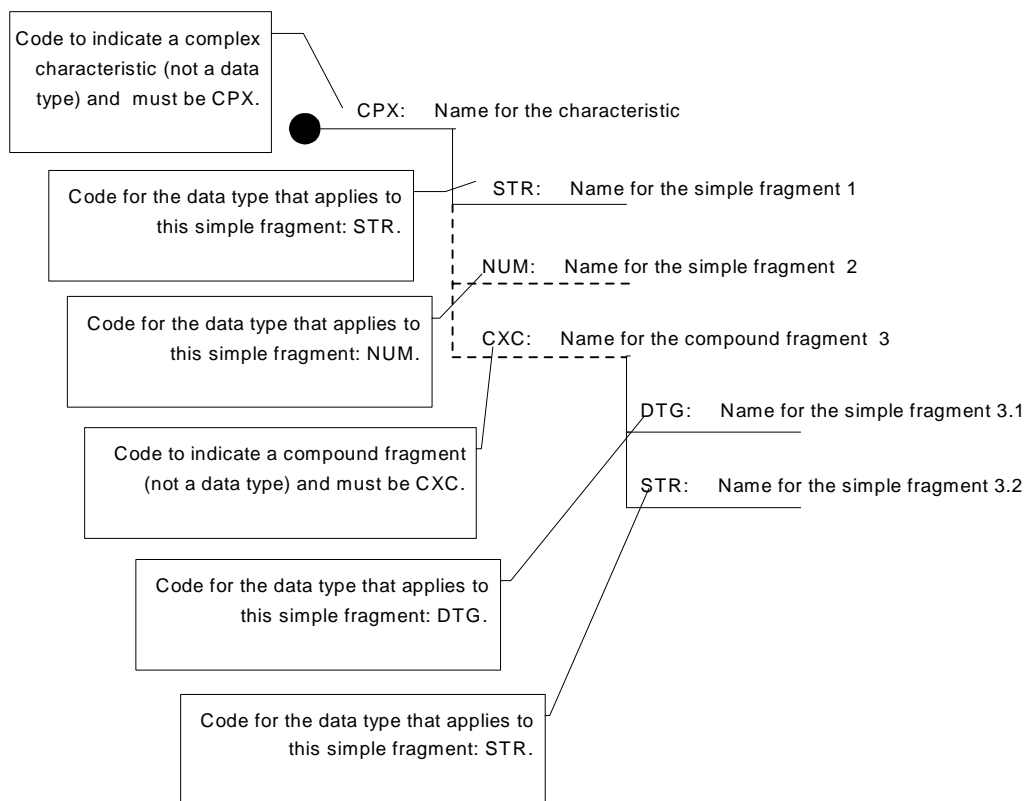 Code to indicate a complex
characteristic (not a data
type) and must be CPX.
CPX: Name for the characteristic
Code for the data type that applies to
this simple fragment: STR.
STR: Name for the simple fragment 1
NUM: Name for the simple fragment 2
Code for the data type that applies to
this simple fragment: NUM.
CXC: Name for the compound fragment 3
DTG: Name for the simple fragment 3.1
Code to indicate a compound fragment
(not a data type) and must be CXC.
STR: Name for the simple fragment 3.2
Code for the data type that applies to
this simple fragment: DTG.
Code for the data type that applies to
this simple fragment: STR.